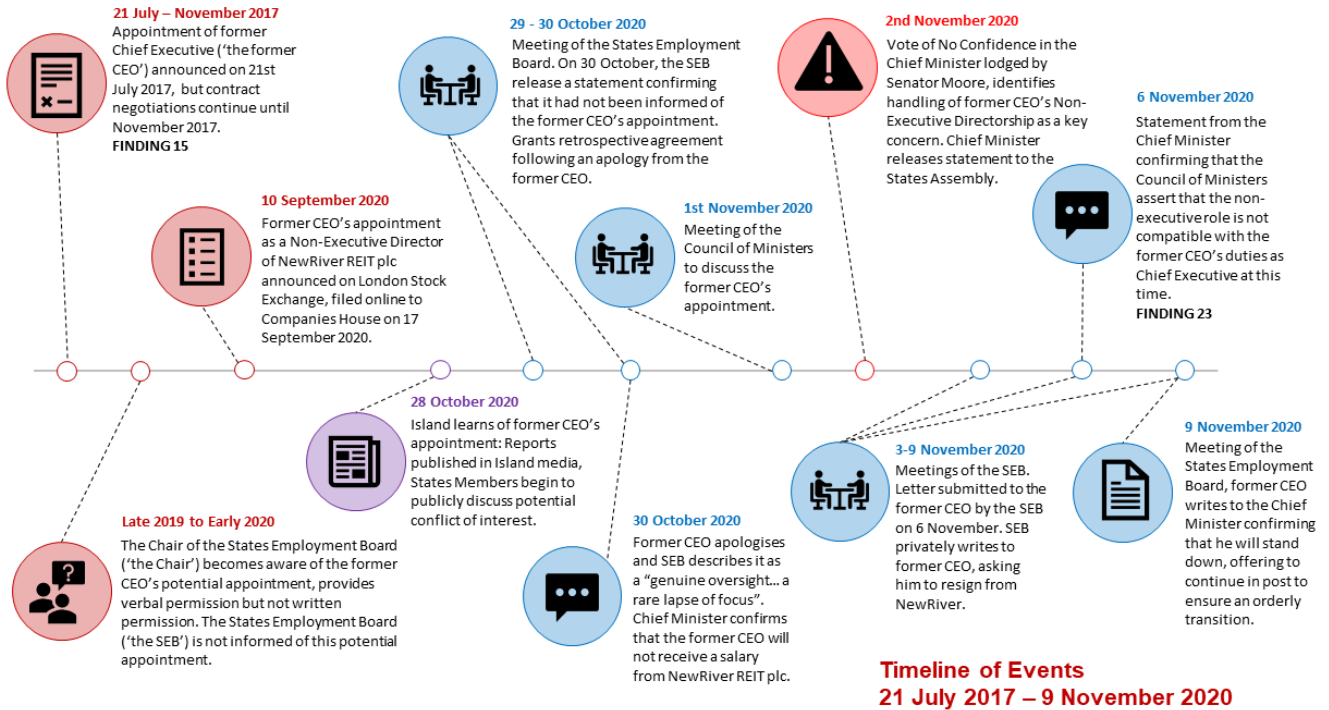 21 July – November 2017
Appointment of former
Chief Executive (‘the former
CEO’) announced on 21st
July 2017, but contract
negotiations continue until
November 2017.
FINDING 15
29 - 30 October 2020
Meeting of the States Employment
Board. On 30 October, the SEB
release a statement confirming
that it had not been informed of
the former CEO’s appointment.
Grants retrospective agreement
following an apology from the
former CEO.
2nd November 2020
Vote of No Confidence in the
Chief Minister lodged by
Senator Moore, identifies
handling of former CEO’s Non-
Executive Directorship as a key
concern. Chief Minister
releases statement to the
States Assembly.
6 November 2020
Statement from the
Chief Minister
confirming that the
Council of Ministers
assert that the non-
executive role is not
compatible with the
former CEO’s duties as
Chief Executive at this
time.
FINDING 23
10 September 2020
Former CEO’s appointment
as a Non-Executive Director
of NewRiver REIT plc
announced on London Stock
Exchange, filed online to
Companies House on 17
September 2020.
1st November 2020
Meeting of the
Council of Ministers
to discuss the
former CEO’s
appointment.
28 October 2020
Island learns of former CEO’s
appointment: Reports
published in Island media,
States Members begin to
publicly discuss potential
conflict of interest.
3-9 November 2020
Meetings of the SEB.
Letter submitted to the
former CEO by the SEB
on 6 November. SEB
privately writes to
former CEO, asking
him to resign from
NewRiver.
9 November 2020
Meeting of the
States Employment
Board, former CEO
writes to the Chief
Minister confirming
that he will stand
down, offering to
continue in post to
ensure an orderly
transition.
Late 2019 to Early 2020
The Chair of the States Employment Board
(‘the Chair’) becomes aware of the former
CEO’s potential appointment, provides
verbal permission but not written
permission. The States Employment Board
(‘the SEB’) is not informed of this potential
appointment.
?
30 October 2020
Former CEO apologises
and SEB describes it as
a “genuine oversight... a
rare lapse of focus”.
Chief Minister confirms
that the former CEO will
not receive a salary
from NewRiver REIT plc.
Timeline of Events
21 July 2017 – 9 November 2020